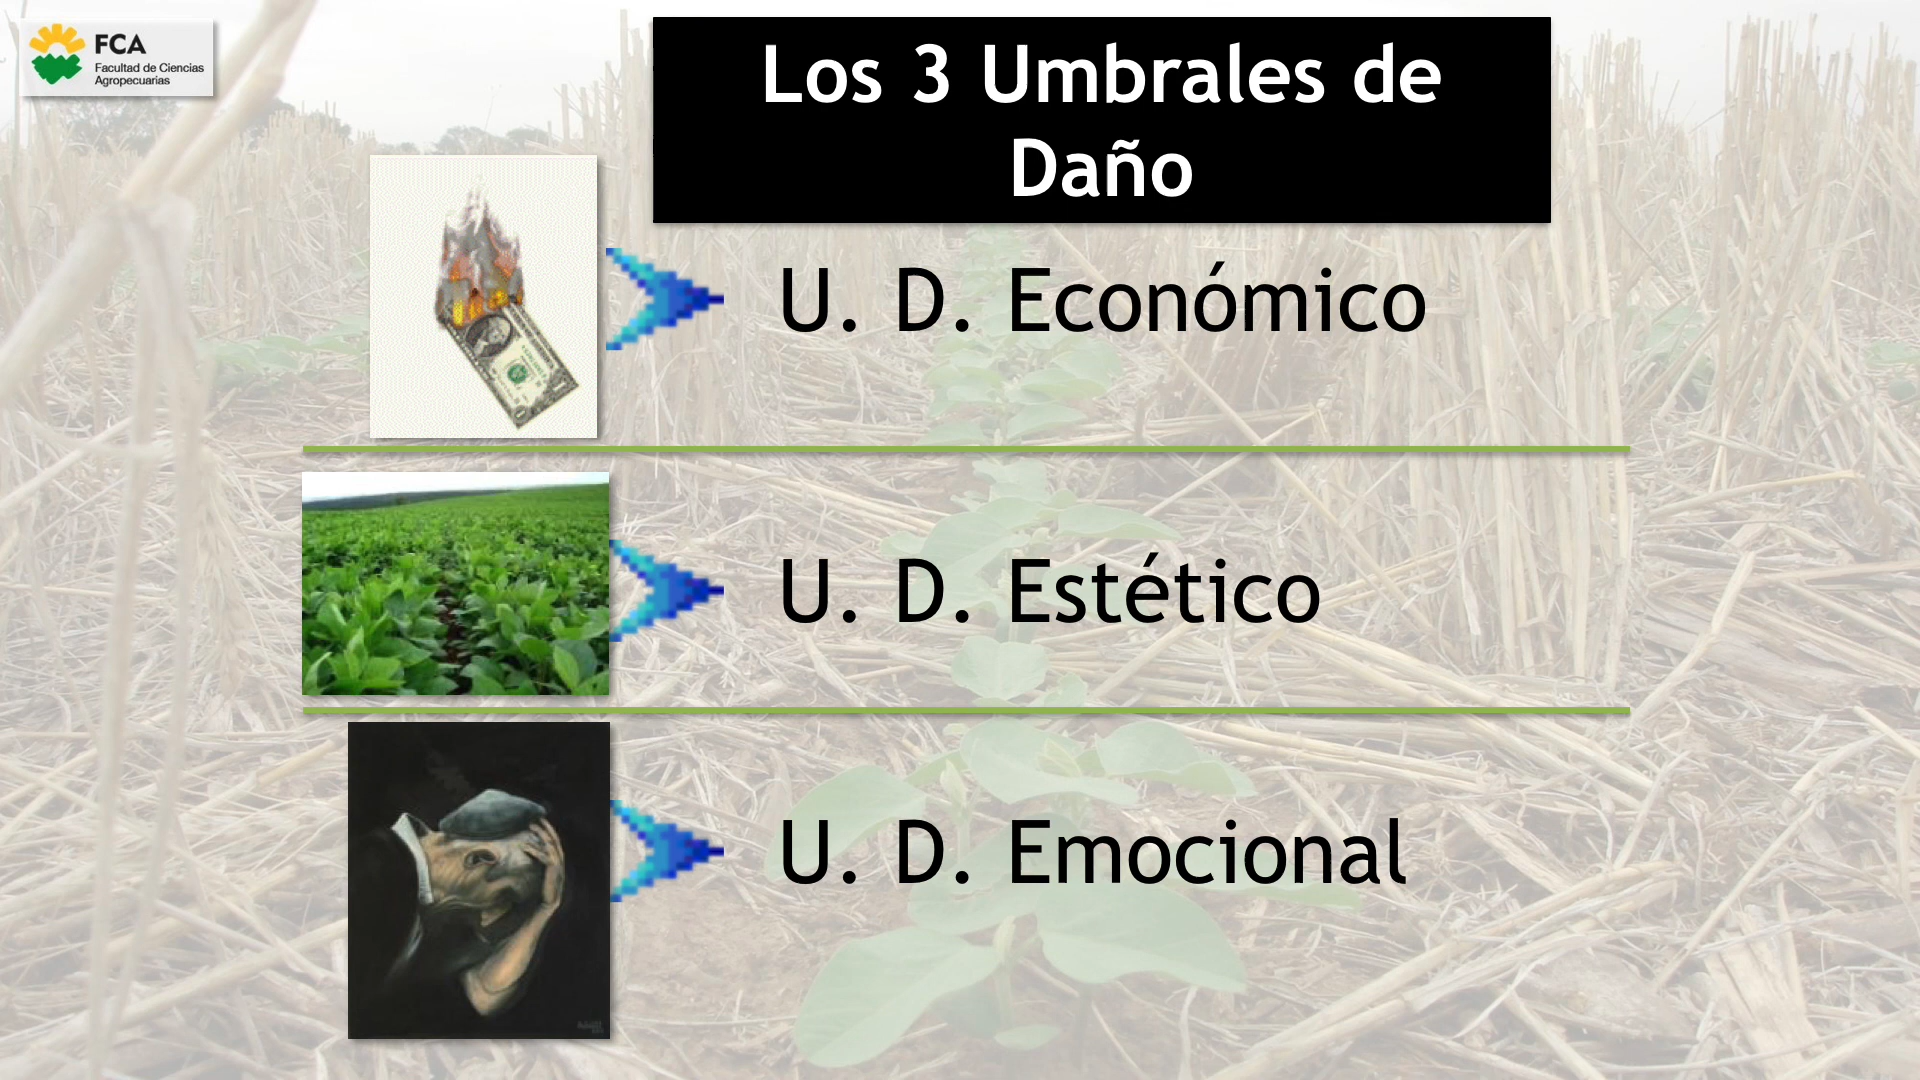 FCA
Facultad de Ciencias
Agropecuarias
Los 3 Umbrales de
Daño
U. D. Económico
U. D. Estético
U. D. Emocional